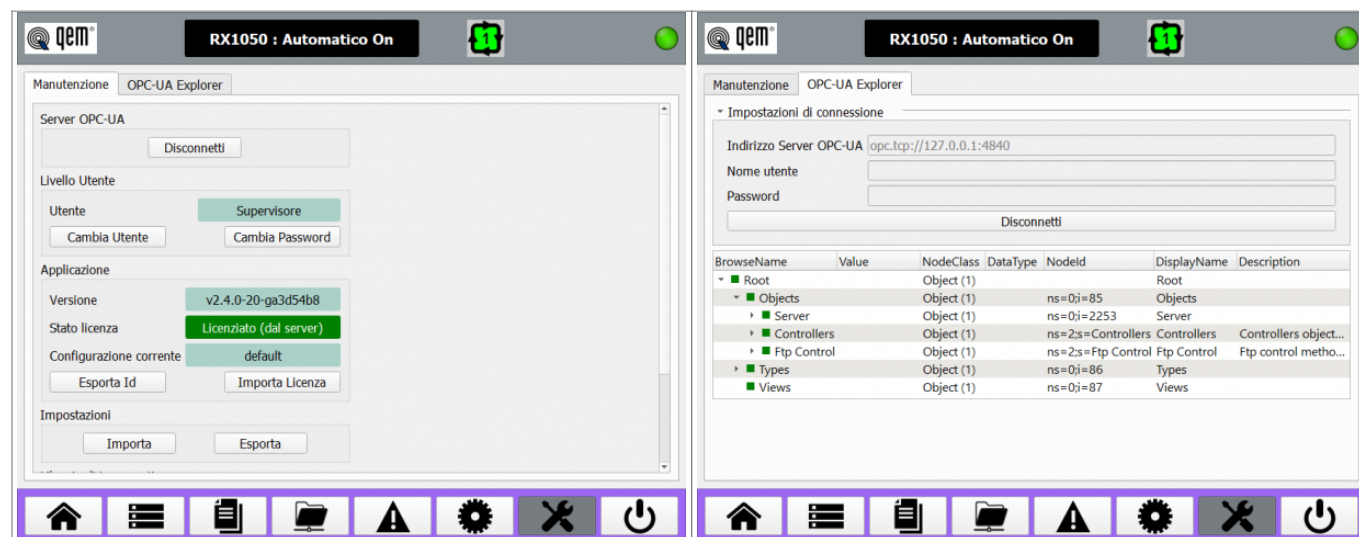 qem®
RX1050 : Automatico On
1
Manutenzione OPC-UA Explorer
Server OPC-UA
Disconnetti
Livello Utente
Utente Supervisore
Cambia Utente Cambia Password
Applicazione
Versione v2.4.0-20-ga3d54b8
Stato licenza Licenziato (dal server)
Configurazione corrente default
Esporta Id Importa Licenza
Impostazioni
Importa Esporta
qem®
RX1050 : Automatico On
1
Manutenzione OPC-UA Explorer
Impostazioni di connessione
Indirizzo Server OPC-UA opc.tcp://127.0.0.1:4840
Nome utente
Password
Disconnetti
BrowseName Value NodeClass DataType NodeId DisplayName Description
Root Object (1) Root
Objects Object (1) ns=0;i=85 Objects
Server Object (1) ns=0;i=2253 Server
Controllers Object (1) ns=2;s=Controllers Controllers Controllers object...
Ftp Control Object (1) ns=2;s=Ftp Control Ftp Control Ftp control metho...
Types Object (1) ns=0;i=86 Types
Views Object (1) ns=0;i=87 Views